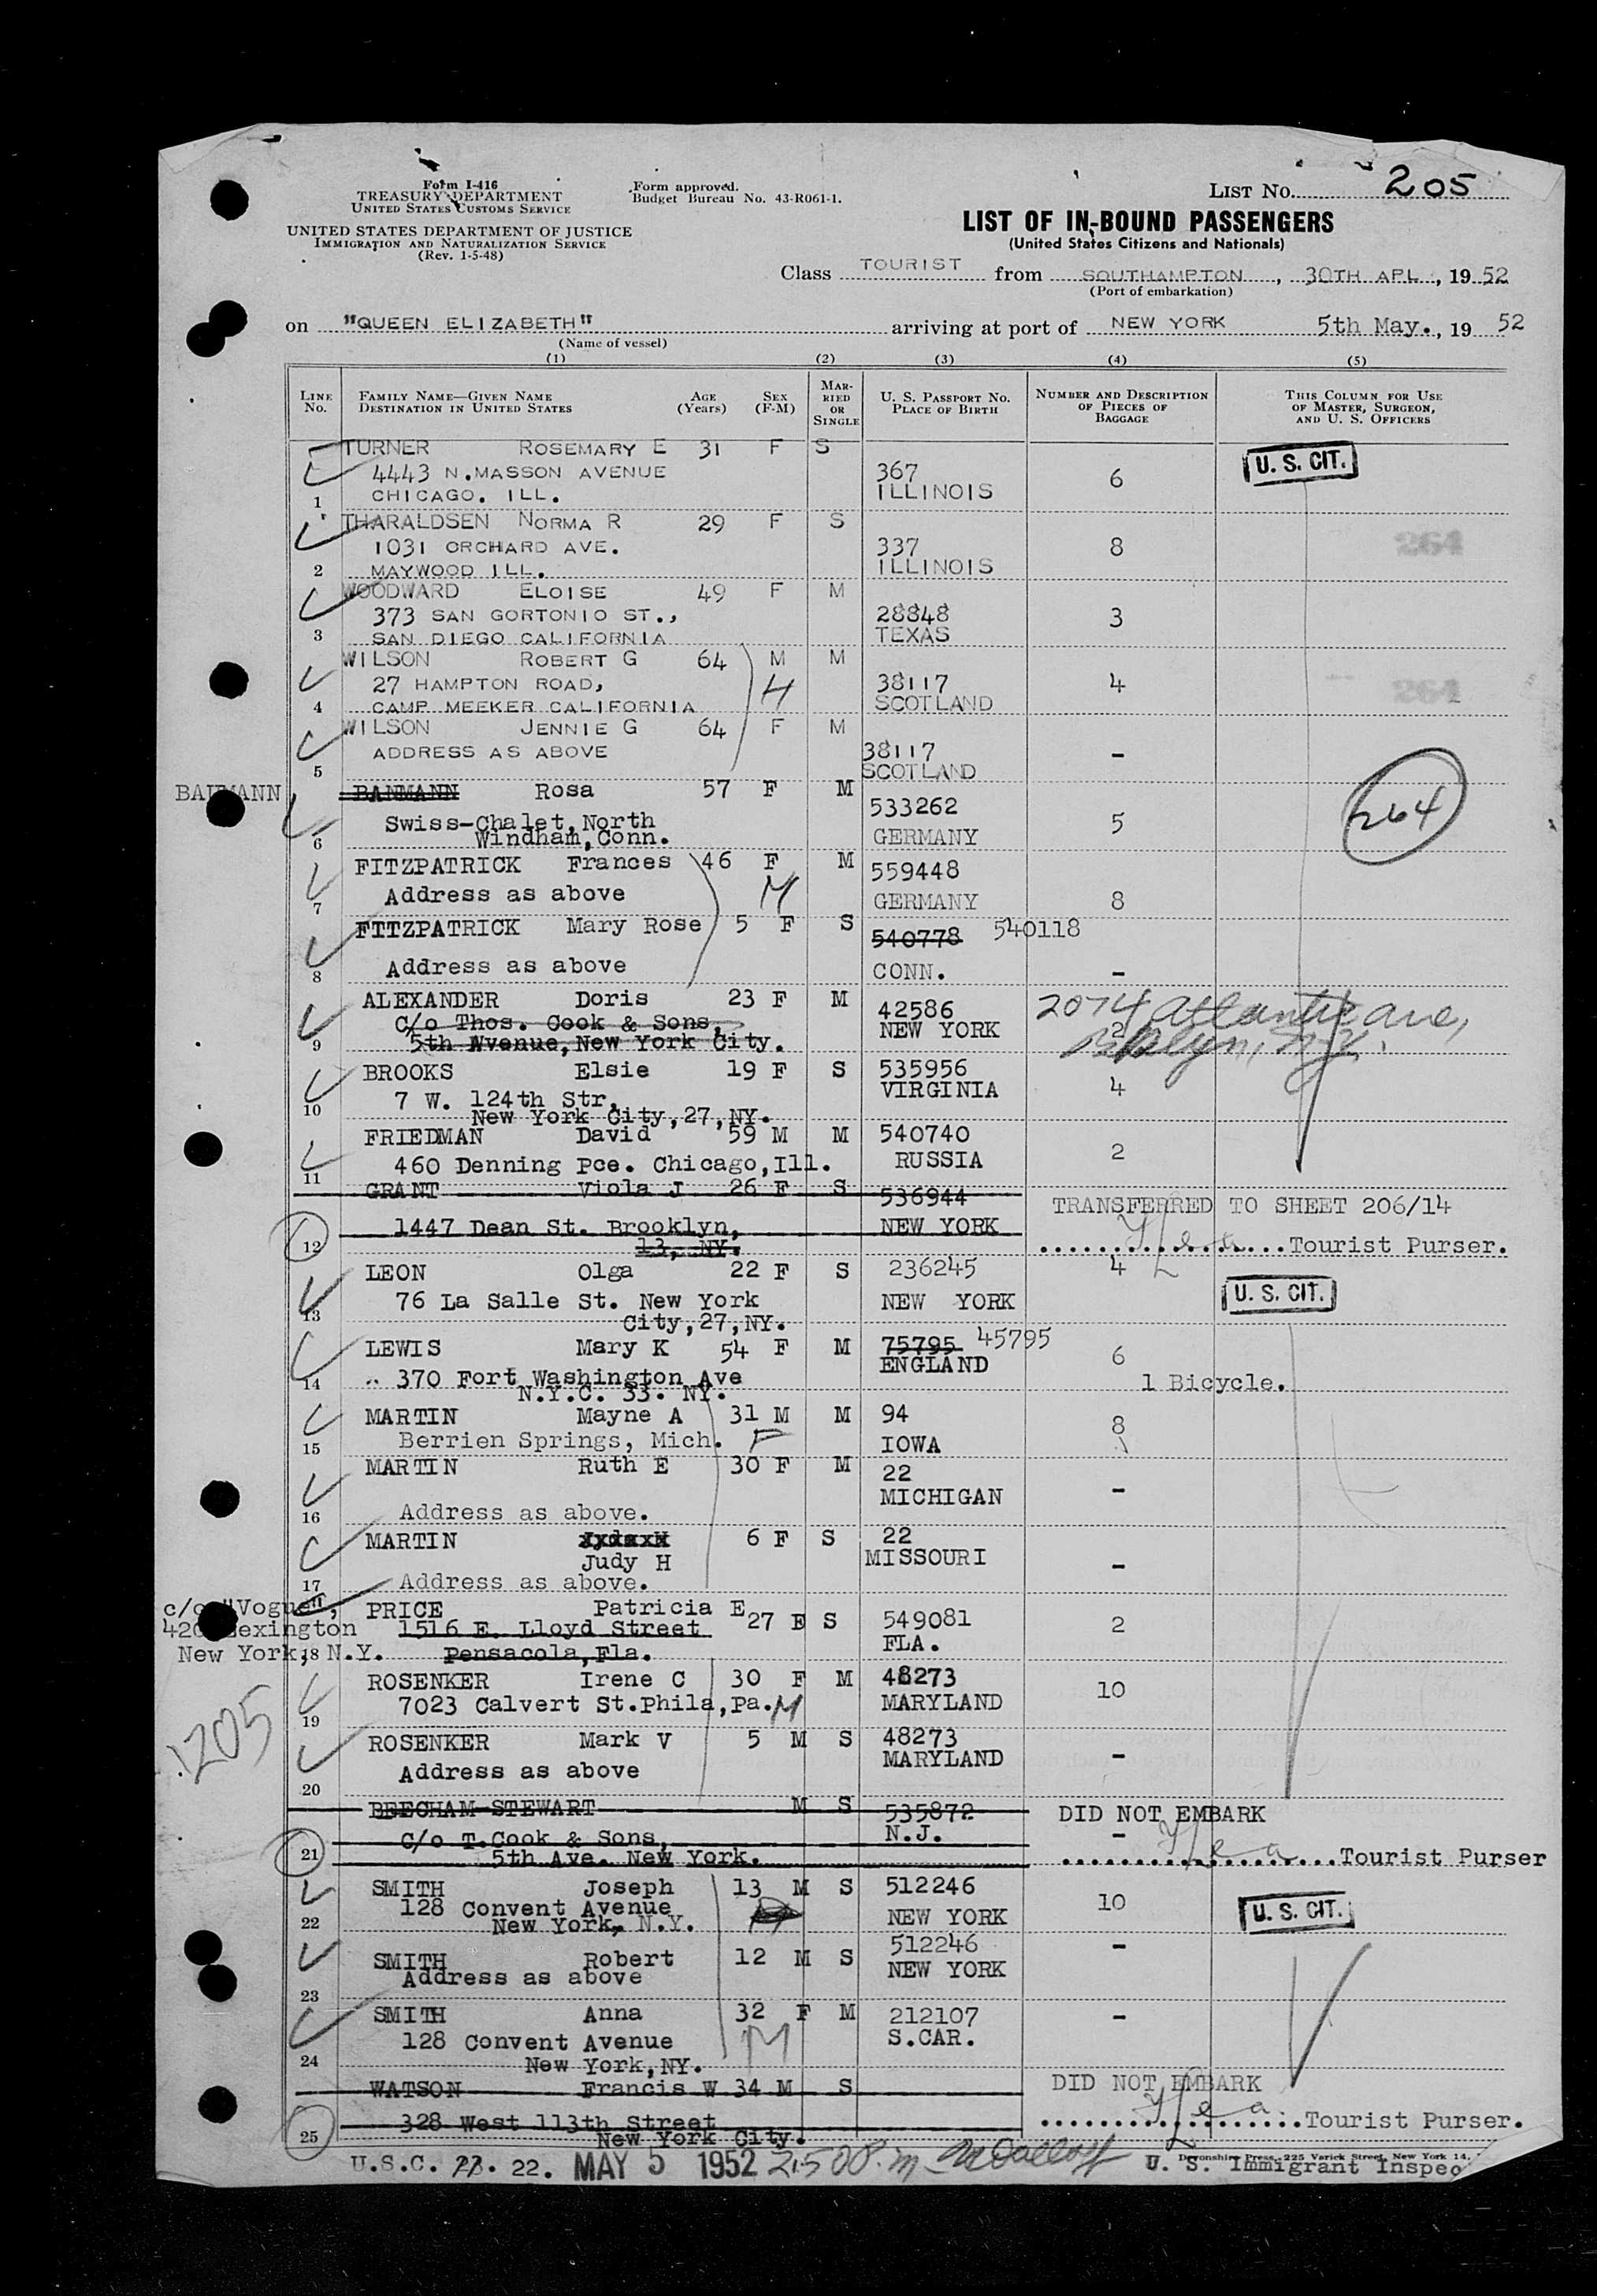 Form I-416
TREASURY DEPARTMENT
UNITED STATES CUSTOMS SERVICE
UNITED STATES DEPARTMENT OF JUSTICE
IMMIGRATION AND NATURALIZATION SERVICE
(Rev. 1-5-48)
Form approved.
Budget Bureau No. 43-R061-1.
LIST NO. 205
LIST OF IN-BOUND PASSENGERS
(United States Citizens and Nationals)
Class TOURIST from SOUTHAMPTON, 30TH APL, 1952
(Port of embarkation)
on "QUEEN ELIZABETH" arriving at port of NEW YORK 5th May., 19 52
(Name of vessel)
(1) (2) (3) (4) (5)
LINE NO. FAMILY NAME—GIVEN NAME DESTINATION IN UNITED STATES AGE (Years) SEX (F-M) MARRIED OR SINGLE U. S. PASSPORT NO. PLACE OF BIRTH NUMBER AND DESCRIPTION OF PIECES OF BAGGAGE THIS COLUMN FOR USE OF MASTER, SURGEON, AND U. S. OFFICERS
TURNER ROSEMARY E 31 F S
4443 N.MASSON AVENUE 367 6 U. S. CIT.
1 CHICAGO. ILL. ILLINOIS
THARALDSEN NORMA R 29 F S
1031 ORCHARD AVE. 337 8 264
2 MAYWOOD ILL. ILLINOIS
WOODWARD ELOISE 49 F M
373 SAN GORTONIO ST., 28848 3
3 SAN DIEGO CALIFORNIA TEXAS
WILSON ROBERT G 64 M M
27 HAMPTON ROAD, H 38117 4 264
4 CAMP MEEKER CALIFORNIA SCOTLAND
WILSON JENNIE G 64 F M
ADDRESS AS ABOVE 38117 -
5 SCOTLAND
BANMANN Rosa 57 F M 533262
Swiss-Chalet, North 5 264
6 Windham, Conn. GERMANY
FITZPATRICK Frances 46 F M 559448
7 Address as above M GERMANY 8
FITZPATRICK Mary Rose 5 F S 540778 540118
8 Address as above CONN. -
ALEXANDER Doris 23 F M 42586 2074 Atlantic Ave,
C/o Thos. Cook & Sons, NEW YORK 2
9 5th Avenue, New York City. Bklyn, N.Y.
BROOKS Elsie 19 F S 535956
7 W. 124th Str, VIRGINIA 4
10 New York City, 27, NY.
FRIEDMAN David 59 M M 540740
11 460 Denning Pce. Chicago, Ill. RUSSIA 2
GRANT Viola J 26 F S 536944 TRANSFERRED TO SHEET 206/14
1447 Dean St. Brooklyn, NEW YORK
12 13, NY. Tourist Purser.
LEON Olga 22 F S 236245 4
13 76 La Salle St. New York NEW YORK U. S. CIT.
City, 27, NY.
LEWIS Mary K 54 F M 75795 45795
14 370 Fort Washington Ave ENGLAND 6
N.Y.C. 33. NY. 1 Bicycle.
MARTIN Mayne A 31 M M 94 8
15 Berrien Springs, Mich. F IOWA
MARTIN Ruth E 30 F M 22
MICHIGAN -
16 Address as above.
MARTIN 6 F S 22
Judy H MISSOURI -
17 Address as above.
c/o "Vogue", PRICE Patricia E 27 F S 549081 2
420 Lexington 1516 E. Lloyd Street FLA.
New York, 18 N.Y. Pensacola, Fla.
ROSENKER Irene C 30 F M 48273
19 7023 Calvert St. Phila, Pa. M MARYLAND 10
1205
ROSENKER Mark V 5 M S 48273
Address as above MARYLAND -
20
BEECHAM STEWART M S 535872 DID NOT EMBARK
C/o T. Cook & Sons, N.J. -
21 5th Ave. New York. Tourist Purser
SMITH Joseph 13 M S 512246
128 Convent Avenue 10 U. S. CIT.
22 New York, N.Y. NEW YORK
SMITH Robert 12 M S 512246 -
Address as above NEW YORK
23
SMITH Anna 32 F M 212107 -
128 Convent Avenue M S.CAR.
24 New York, NY.
WATSON Francis W 34 M S DID NOT EMBARK
328 West 113th Street
25 New York City. Tourist Purser.
U.S.C. 22. MAY 5 1952 U. S. Immigrant Inspec
Devonshire Press, 225 Varick Street, New York 14,